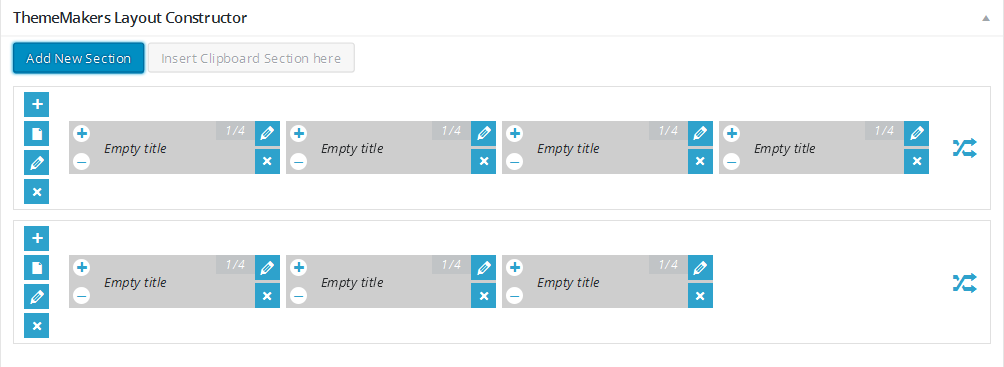 ThemeMakers Layout Constructor
Add New Section Insert Clipboard Section here
1/4 1/4 1/4 1/4
Empty title Empty title Empty title Empty title
1/4 1/4 1/4
Empty title Empty title Empty title